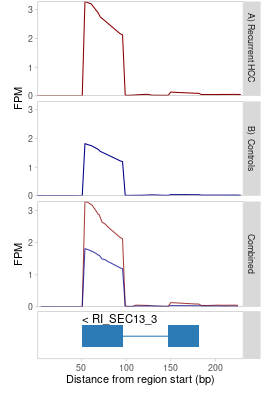 3
2
1
0
A) Recurrent HCC
FPM
3
2
1
0
B) Controls
3
2
1
0
FPM
Combined
< RI_SEC13_3
50 100 150 200
Distance from region start (bp)